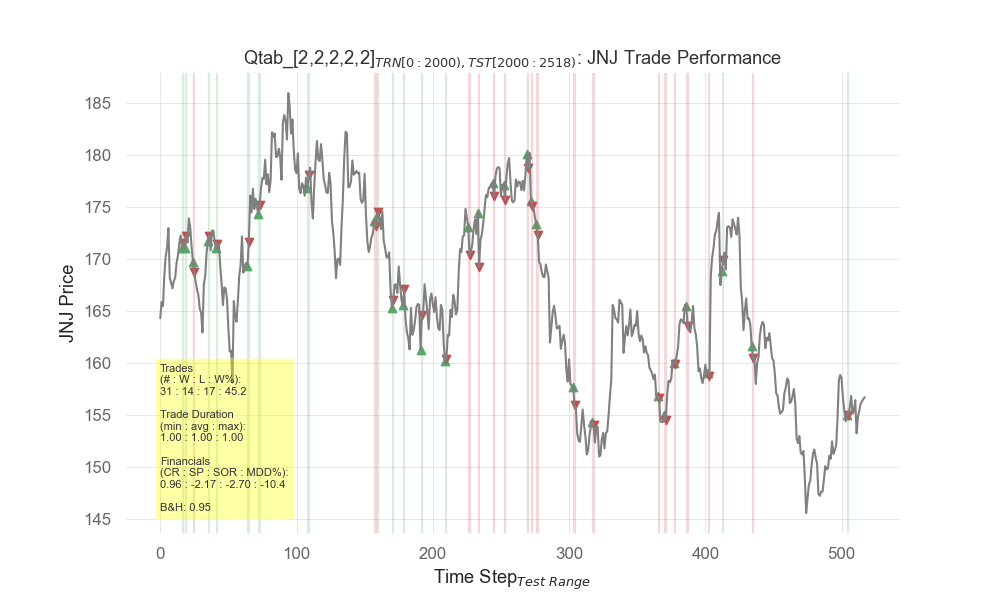 Qtab_[2,2,2,2,2]TRN[0 : 2000), TST[2000 : 2518): JNJ Trade Performance
185
180
175
170
165
160
155
150
145
JNJ Price
Trades
(# : W : L : W%):
31 : 14 : 17 : 45.2
Trade Duration
(min : avg : max):
1.00 : 1.00 : 1.00
Financials
(CR : SP : SOR : MDD%):
0.96 : -2.17 : -2.70 : -10.4
B&H: 0.95
0 100 200 300 400 500
Time StepTest Range